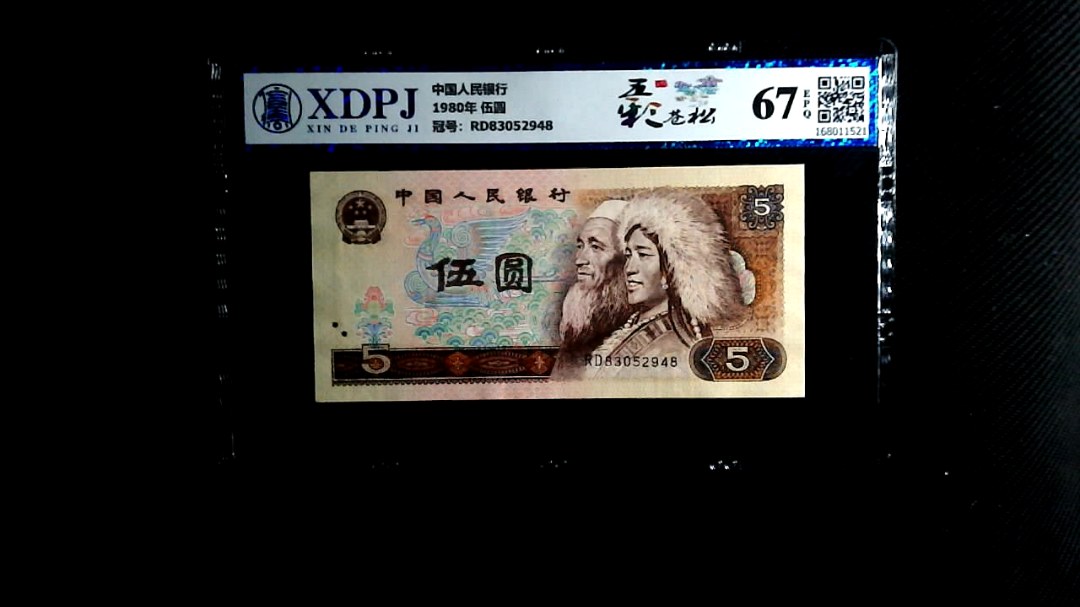 XDPJ
XIN DE PING JI
中国人民银行
1980年 伍圆
冠号: RD83052948
五彩苍松
67
EPQ
168011521
中国人民银行
5
伍圆
5
RD83052948
5